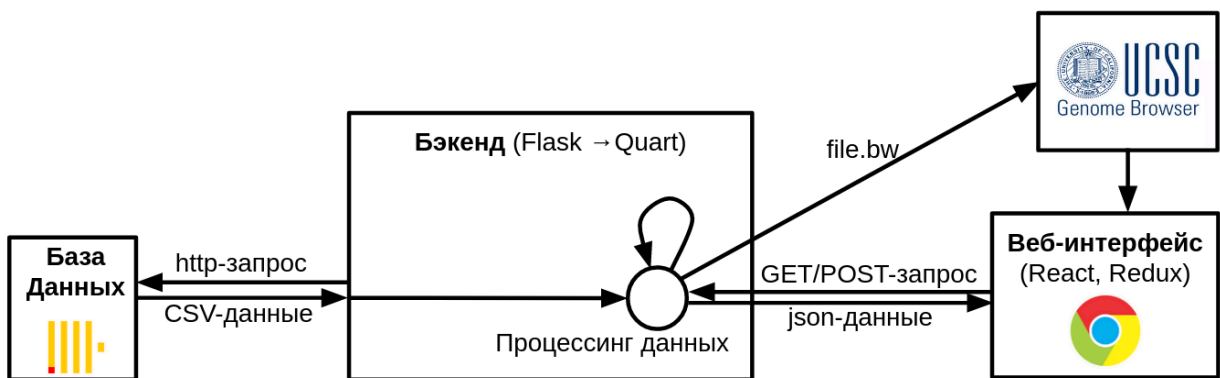 UCSC
Genome Browser
Бэкенд (Flask →Quart)
file.bw
База
Данных
http-запрос
CSV-данные
Процессинг данных
GET/POST-запрос
json-данные
Веб-интерфейс
(React, Redux)